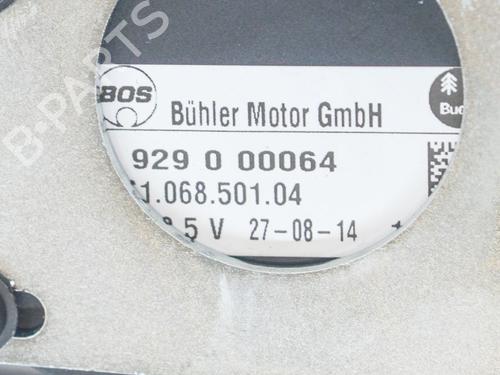 BOS
Bühler Motor GmbH
929 0 00064
1.068.501.04
5 V 27-08-14
B-PARTS